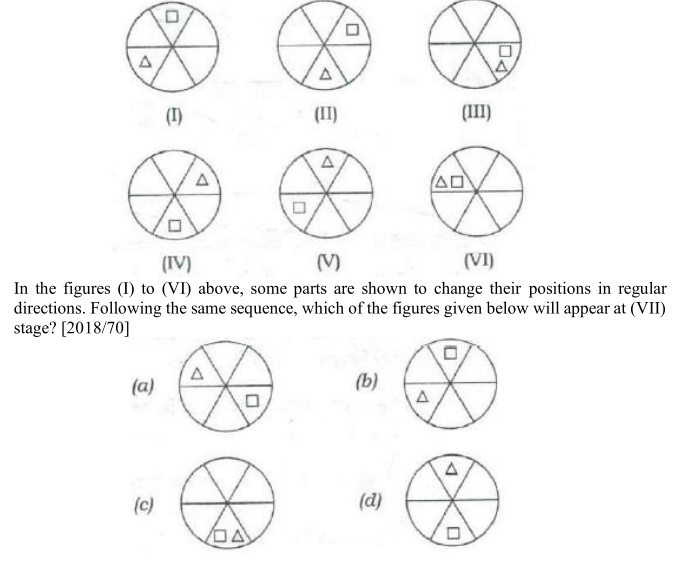 (I) (II) (III)
(IV) (V) (VI)
In the figures (I) to (VI) above, some parts are shown to change their positions in regular
directions. Following the same sequence, which of the figures given below will appear at (VII)
stage? [2018/70]
(a) (b)
(c) (d)